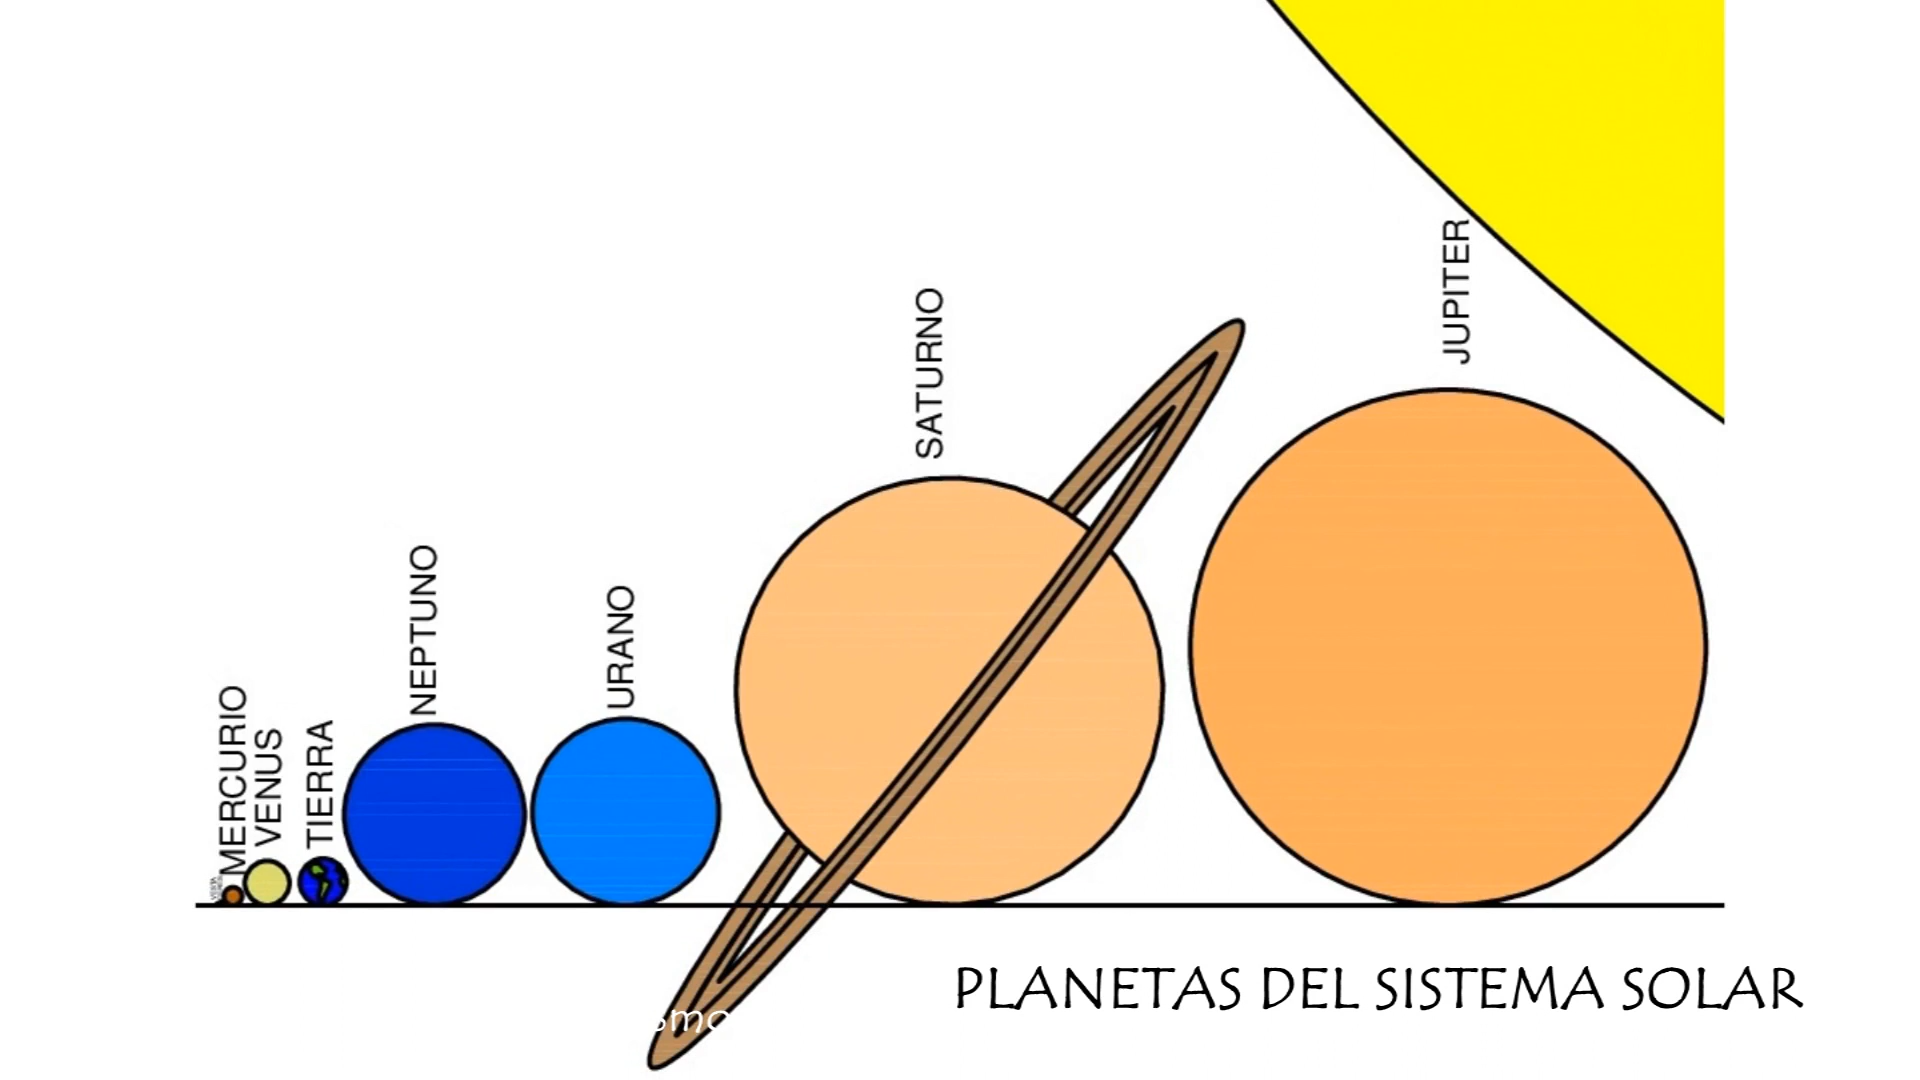 MERCURIO
VENUS
TIERRA
NEPTUNO
URANO
SATURNO
JUPITER
PLANETAS DEL SISTEMA SOLAR